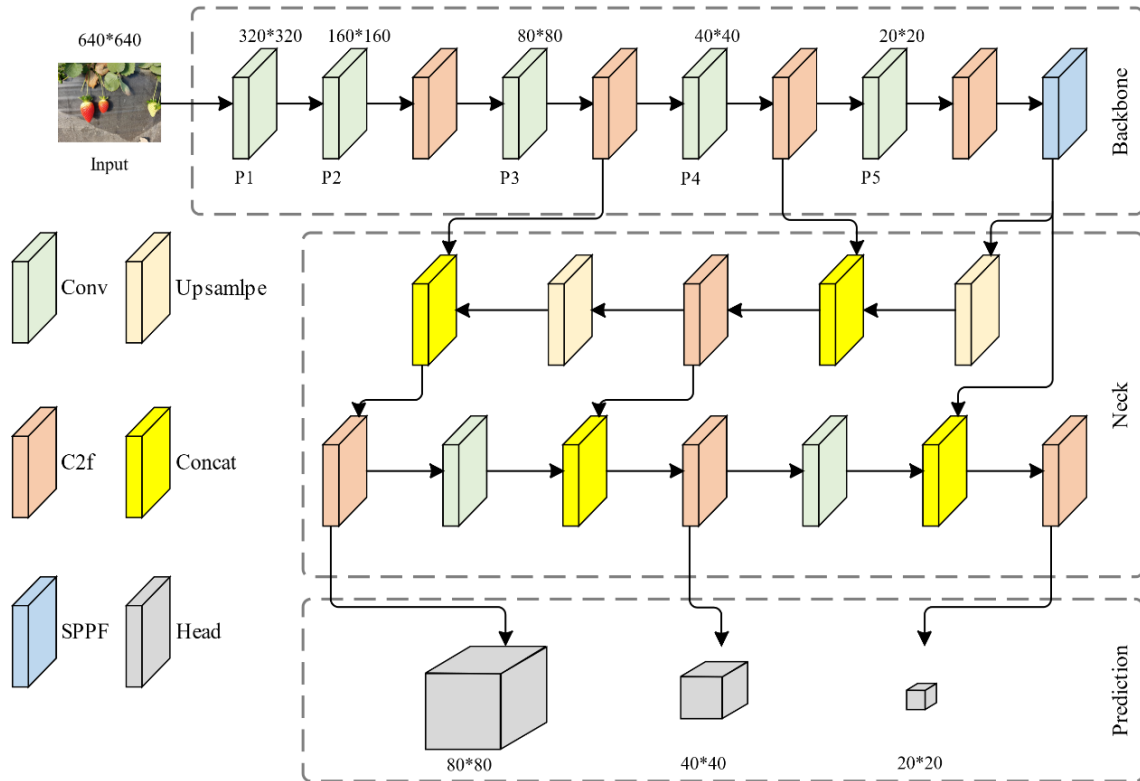 640*640
320*320
160*160
80*80
40*40
20*20
Input
P1
P2
P3
P4
P5
Backbone
Conv
Upsamlpe
C2f
Concat
SPPF
Head
Neck
80*80
40*40
20*20
Prediction